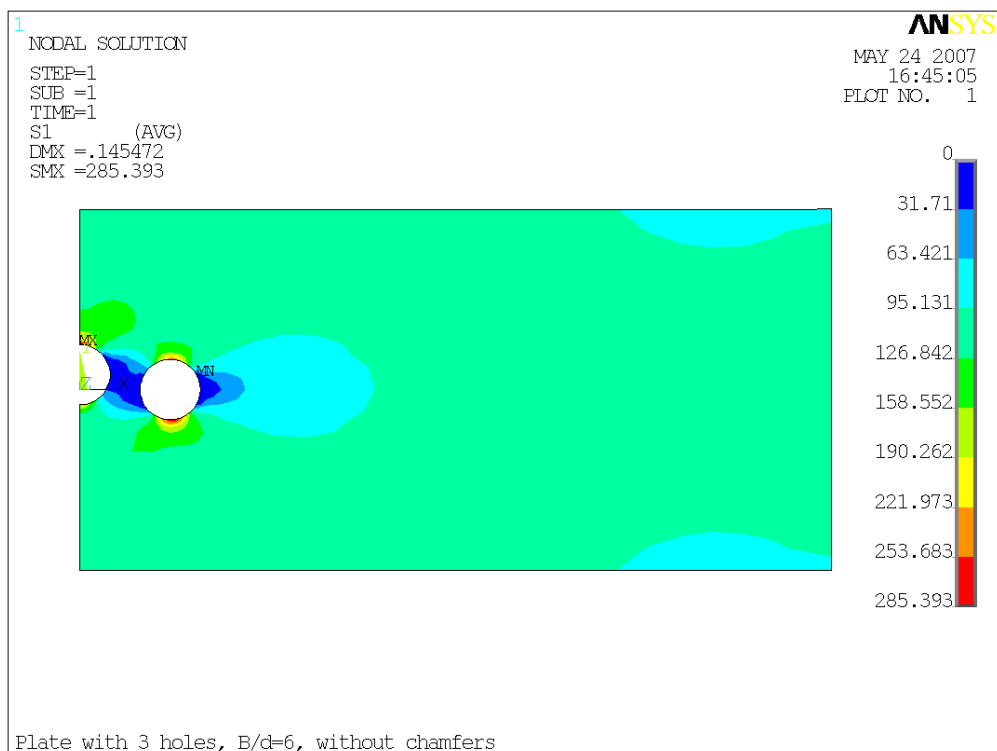 1
NODAL SOLUTION
STEP=1
SUB =1
TIME=1
S1 (AVG)
DMX =.145472
SMX =285.393
ANSYS
MAY 24 2007
16:45:05
PLOT NO. 1
MX
Y
Z X
MN
0
31.71
63.421
95.131
126.842
158.552
190.262
221.973
253.683
285.393
Plate with 3 holes, B/d=6, without chamfers